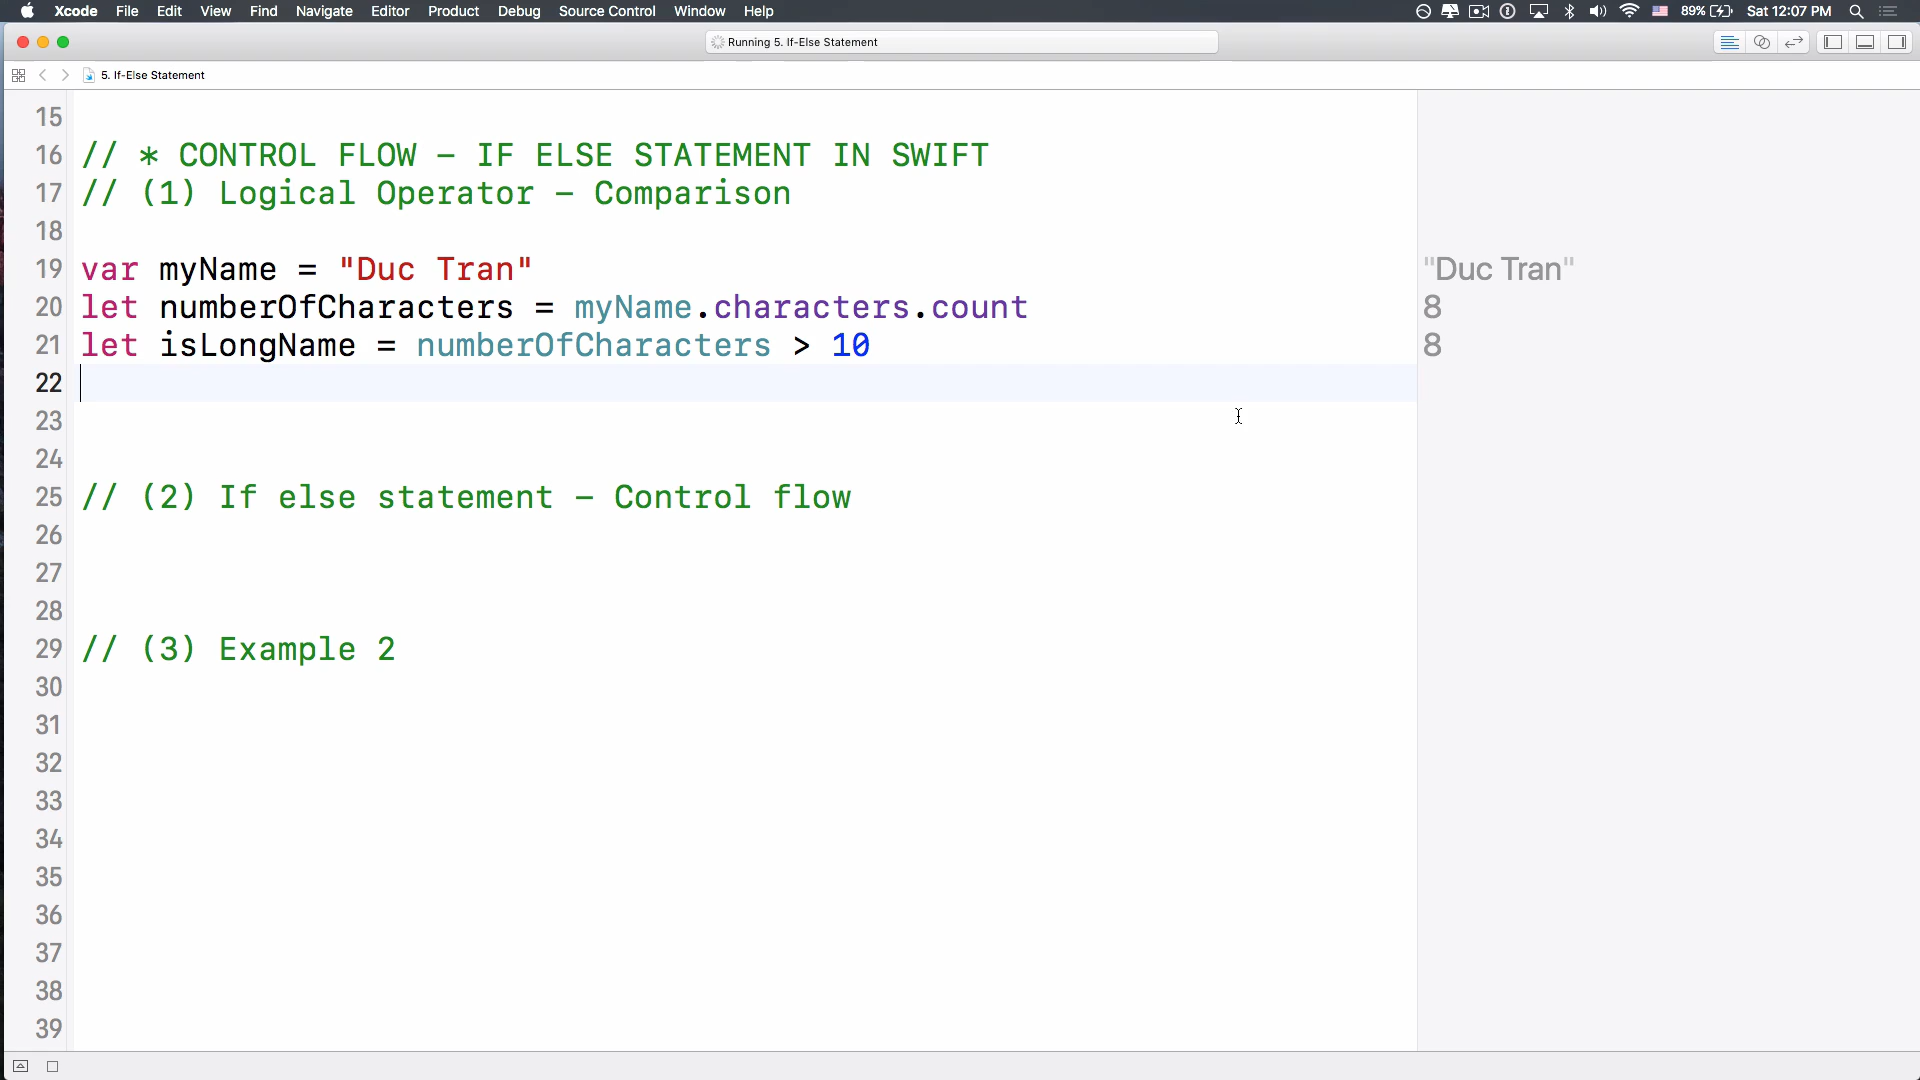 Xcode File Edit View Find Navigate Editor Product Debug Source Control Window Help 89% Sat 12:07 PM
Running 5. If-Else Statement
5. If-Else Statement
15
16 // * CONTROL FLOW – IF ELSE STATEMENT IN SWIFT
17 // (1) Logical Operator – Comparison
18
19 var myName = "Duc Tran" "Duc Tran"
20 let numberOfCharacters = myName.characters.count 8
21 let isLongName = numberOfCharacters > 10 8
22
23
24
25 // (2) If else statement – Control flow
26
27
28
29 // (3) Example 2
30
31
32
33
34
35
36
37
38
39